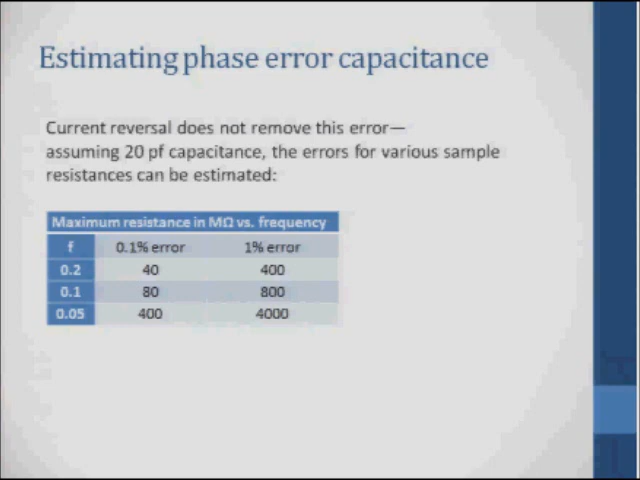 Estimating phase error capacitance
Current reversal does not remove this error—
assuming 20 pf capacitance, the errors for various sample
resistances can be estimated:
Maximum resistance in MΩ vs. frequency
f 0.1% error 1% error
0.2 40 400
0.1 80 800
0.05 400 4000